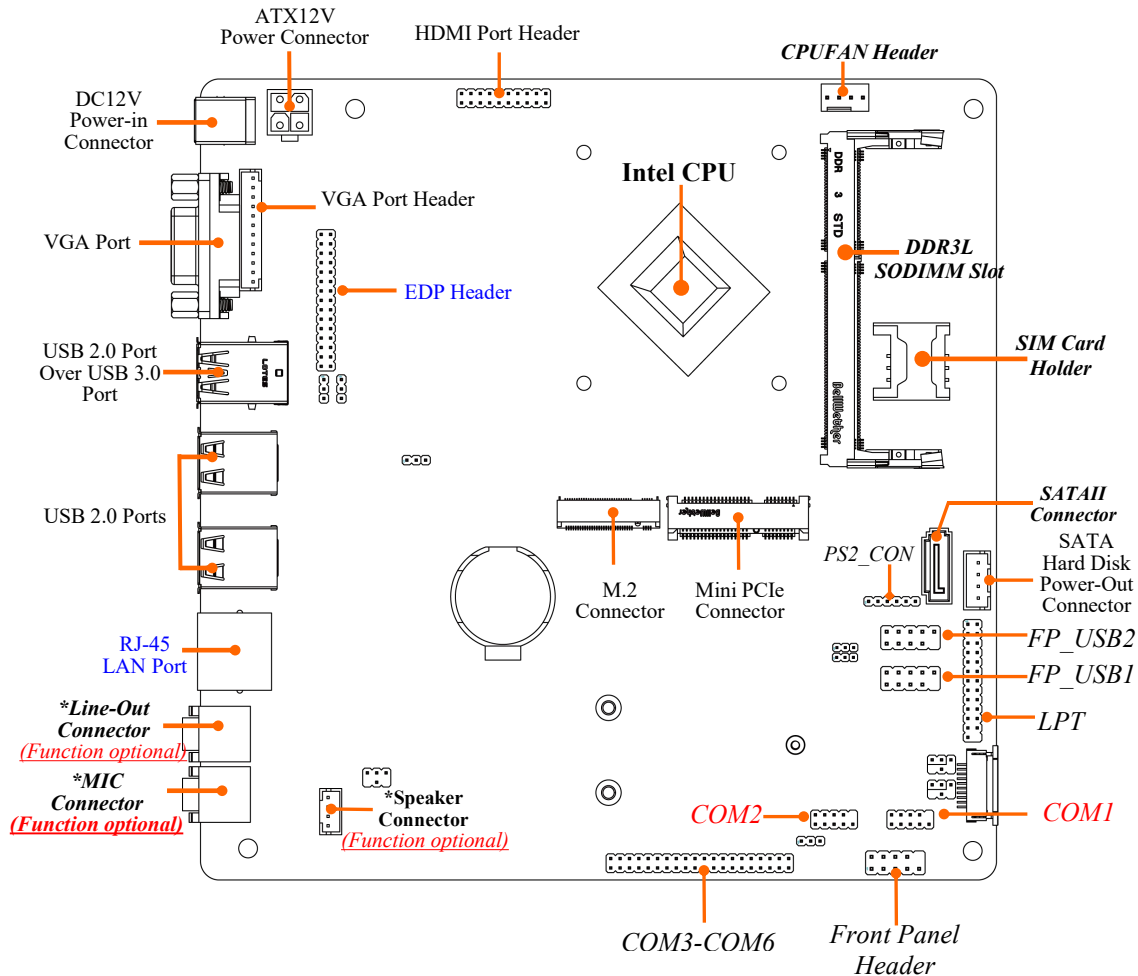 ATX12V
Power Connector
HDMI Port Header
CPUFAN Header
DC12V
Power-in
Connector
DDR 3 STD
Intel CPU
VGA Port Header
VGA Port
DDR3L
SODIMM Slot
EDP Header
USB 2.0 Port
Over USB 3.0
Port
LOTES
SIM Card
Holder
BellWether
USB 2.0 Ports
BellWether
SATAII
Connector
PS2_CON
SATA
Hard Disk
Power-Out
Connector
M.2
Connector
Mini PCIe
Connector
RJ-45
LAN Port
FP_USB2
FP_USB1
*Line-Out
Connector
(Function optional)
LPT
*MIC
Connector
(Function optional)
*Speaker
Connector
(Function optional)
COM2
COM1
COM3-COM6
Front Panel
Header